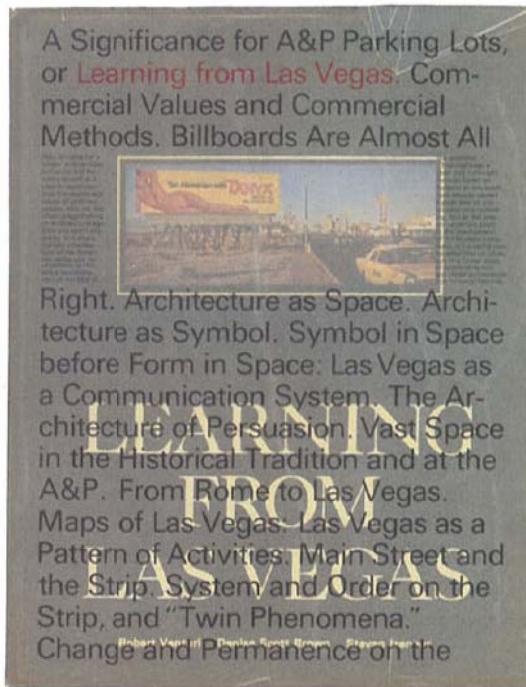 A Significance for A&P Parking Lots,
or Learning from Las Vegas. Com-
mercial Values and Commercial
Methods. Billboards Are Almost All
Tan Hawaiian with
Right. Architecture as Space. Archi-
tecture as Symbol. Symbol in Space
before Form in Space: Las Vegas as
a Communication System. The Ar-
chitecture of Persuasion. Vast Space
in the Historical Tradition and at the
A&P. From Rome to Las Vegas.
Maps of Las Vegas. Las Vegas as a
Pattern of Activities. Main Street and
the Strip. System and Order on the
Strip, and "Twin Phenomena."
Change and Permanence on the
LEARNING
FROM
LAS VEGAS
Robert Venturi Denise Scott Brown Steven Izenour